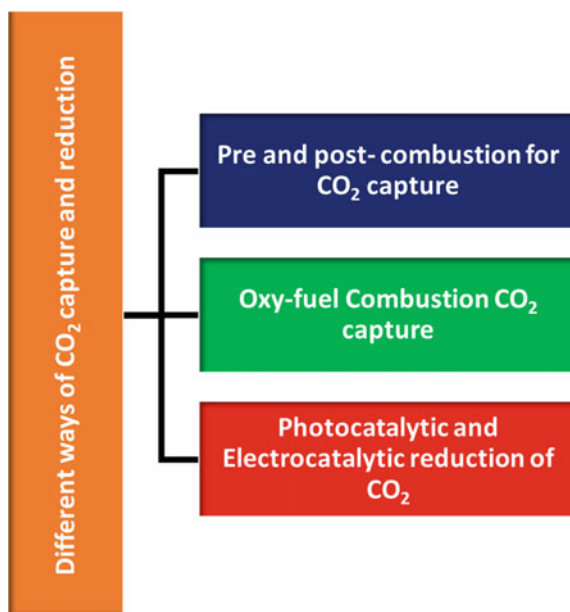 Different ways of CO₂ capture and reduction
Pre and post- combustion for
CO₂ capture
Oxy-fuel Combustion CO₂
capture
Photocatalytic and
Electrocatalytic reduction of
CO₂